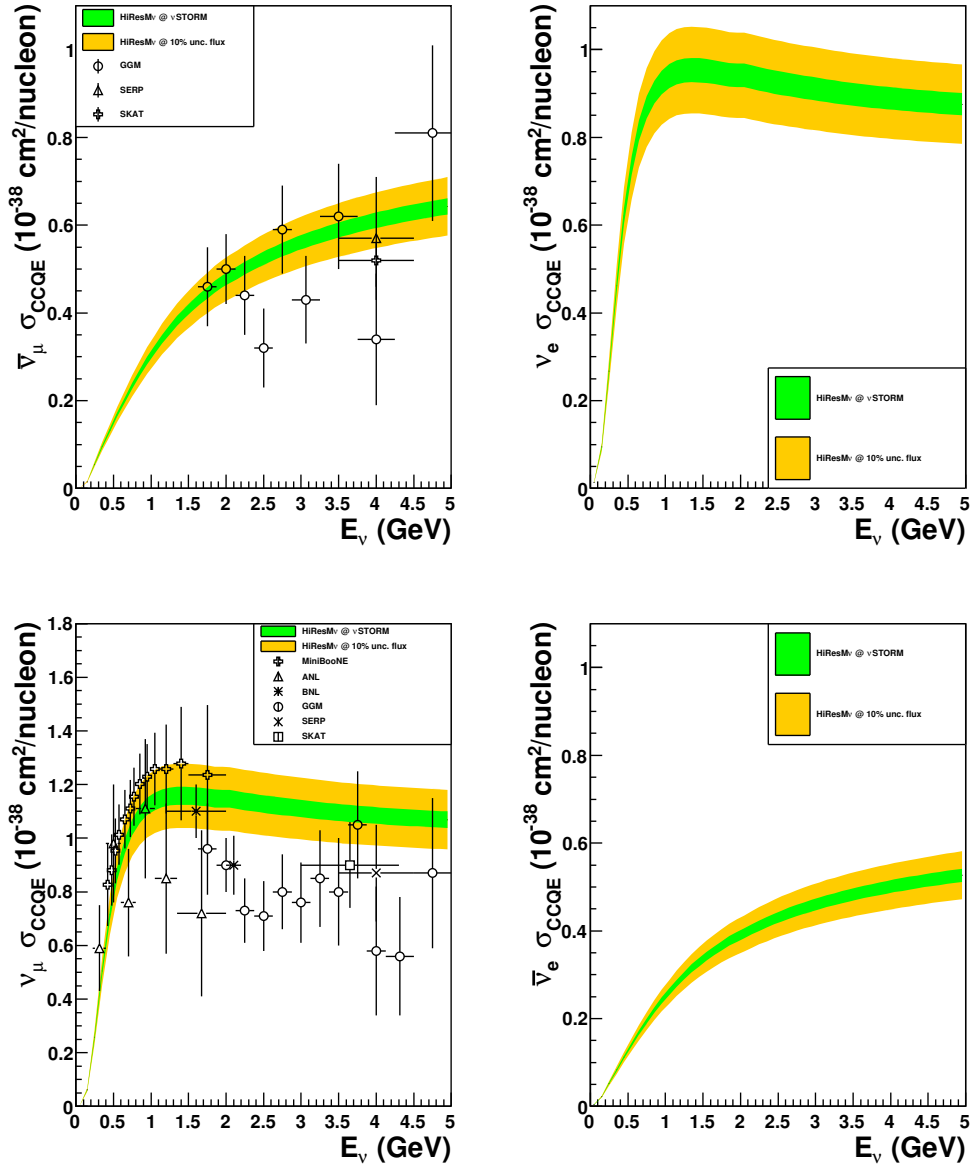 HiResMν @ νSTORM
HiResMν @ 10% unc. flux
GGM
SERP
SKAT
ν̅μ σCCQE (10-38 cm2/nucleon)
1
0.8
0.6
0.4
0.2
0
0 0.5 1 1.5 2 2.5 3 3.5 4 4.5 5
Eν (GeV)
νe σCCQE (10-38 cm2/nucleon)
1
0.8
0.6
0.4
0.2
0
HiResMν @ νSTORM
HiResMν @ 10% unc. flux
0 0.5 1 1.5 2 2.5 3 3.5 4 4.5 5
Eν (GeV)
νμ σCCQE (10-38 cm2/nucleon)
1.8
1.6
1.4
1.2
1
0.8
0.6
0.4
0.2
0
HiResMν @ νSTORM
HiResMν @ 10% unc. flux
MiniBooNE
ANL
BNL
GGM
SERP
SKAT
0 0.5 1 1.5 2 2.5 3 3.5 4 4.5 5
Eν (GeV)
ν̅e σCCQE (10-38 cm2/nucleon)
1
0.8
0.6
0.4
0.2
0
HiResMν @ νSTORM
HiResMν @ 10% unc. flux
0 0.5 1 1.5 2 2.5 3 3.5 4 4.5 5
Eν (GeV)